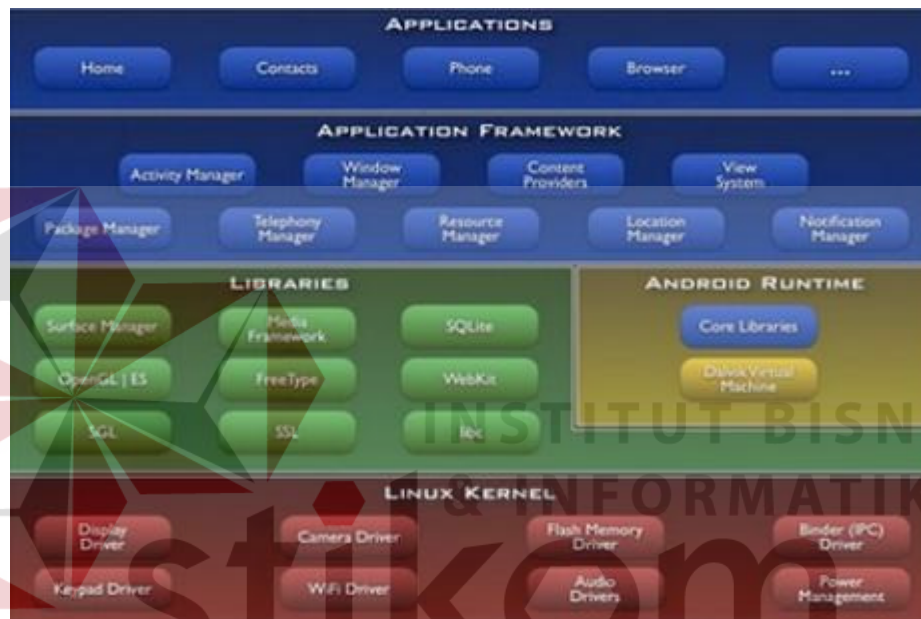 APPLICATIONS
Home Contacts Phone Browser ...
APPLICATION FRAMEWORK
Activity Manager Window Manager Content Providers View System
Package Manager Telephony Manager Resource Manager Location Manager Notification Manager
LIBRARIES
Surface Manager Media Framework SQLite
OpenGL | ES FreeType WebKit
SGL SSL libc
ANDROID RUNTIME
Core Libraries
Dalvik Virtual Machine
INSTITUT BISN
& INFORMATIK
stikom
LINUX KERNEL
Display Driver Camera Driver Flash Memory Driver Binder (IPC) Driver
Keypad Driver WiFi Driver Audio Drivers Power Management